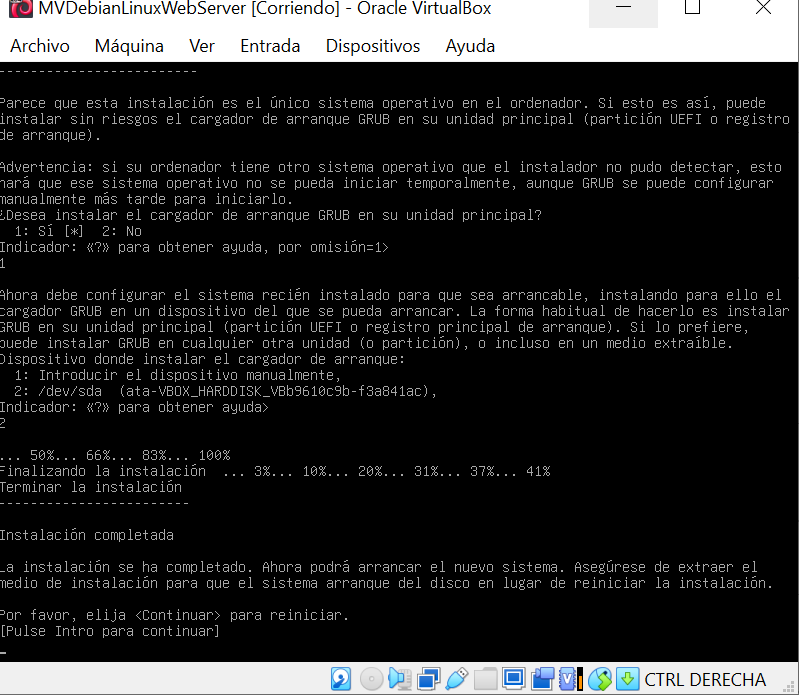 MVDebianLinuxWebServer [Corriendo] - Oracle VirtualBox
Archivo Máquina Ver Entrada Dispositivos Ayuda
-------------------------
Parece que esta instalación es el único sistema operativo en el ordenador. Si esto es así, puede
instalar sin riesgos el cargador de arranque GRUB en su unidad principal (partición UEFI o registro
de arranque).
Advertencia: si su ordenador tiene otro sistema operativo que el instalador no pudo detectar, esto
hará que ese sistema operativo no se pueda iniciar temporalmente, aunque GRUB se puede configurar
manualmente más tarde para iniciarlo.
¿Desea instalar el cargador de arranque GRUB en su unidad principal?
1: Sí [*] 2: No
Indicador: «?» para obtener ayuda, por omisión=1>
1
Ahora debe configurar el sistema recién instalado para que sea arrancable, instalando para ello el
cargador GRUB en un dispositivo del que se pueda arrancar. La forma habitual de hacerlo es instalar
GRUB en su unidad principal (partición UEFI o registro principal de arranque). Si lo prefiere,
puede instalar GRUB en cualquier otra unidad (o partición), o incluso en un medio extraíble.
Dispositivo donde instalar el cargador de arranque:
1: Introducir el dispositivo manualmente,
2: /dev/sda (ata-VBOX_HARDDISK_VBb9610c9b-f3a841ac),
Indicador: «?» para obtener ayuda>
2
... 50%... 66%... 83%... 100%
Finalizando la instalación ... 3%... 10%... 20%... 31%... 37%... 41%
Terminar la instalación
------------------------
Instalación completada
La instalación se ha completado. Ahora podrá arrancar el nuevo sistema. Asegúrese de extraer el
medio de instalación para que el sistema arranque del disco en lugar de reiniciar la instalación.
Por favor, elija <Continuar> para reiniciar.
[Pulse Intro para continuar]
_
CTRL DERECHA